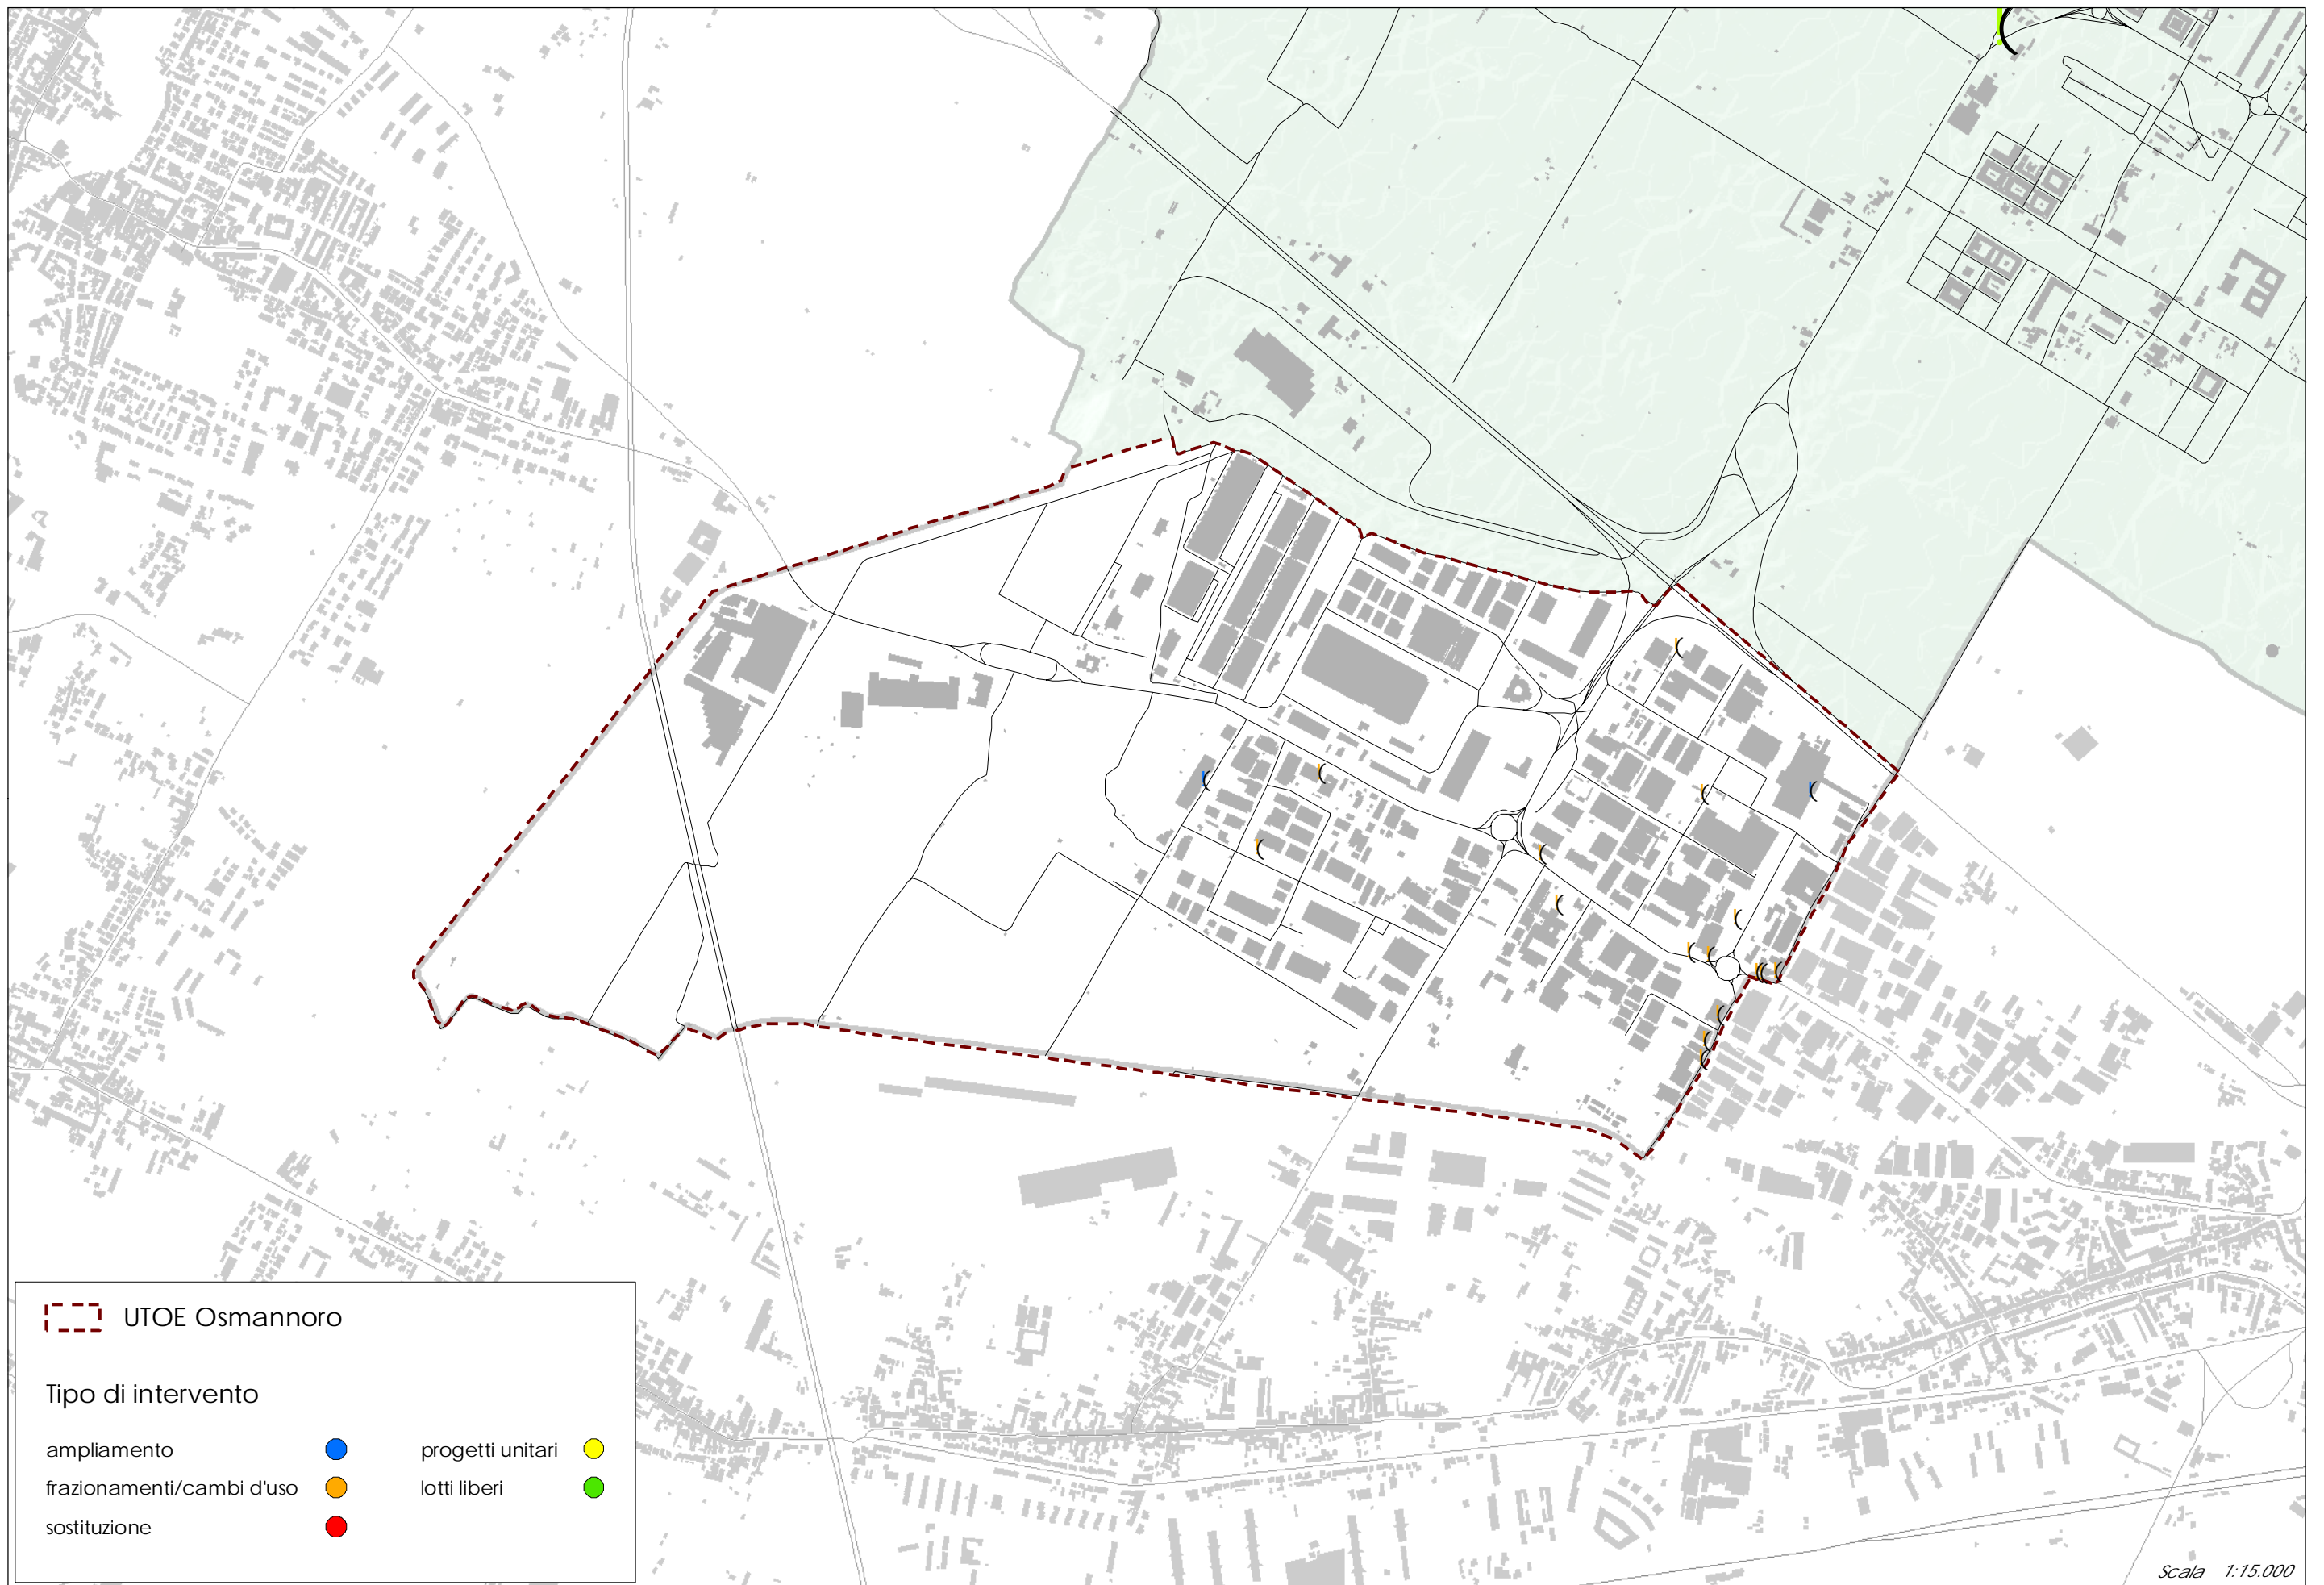 UTOE Osmannoro
Tipo di intervento
ampliamento
progetti unitari
frazionamenti/cambi d'uso
lotti liberi
sostituzione
Scala 1:15.000